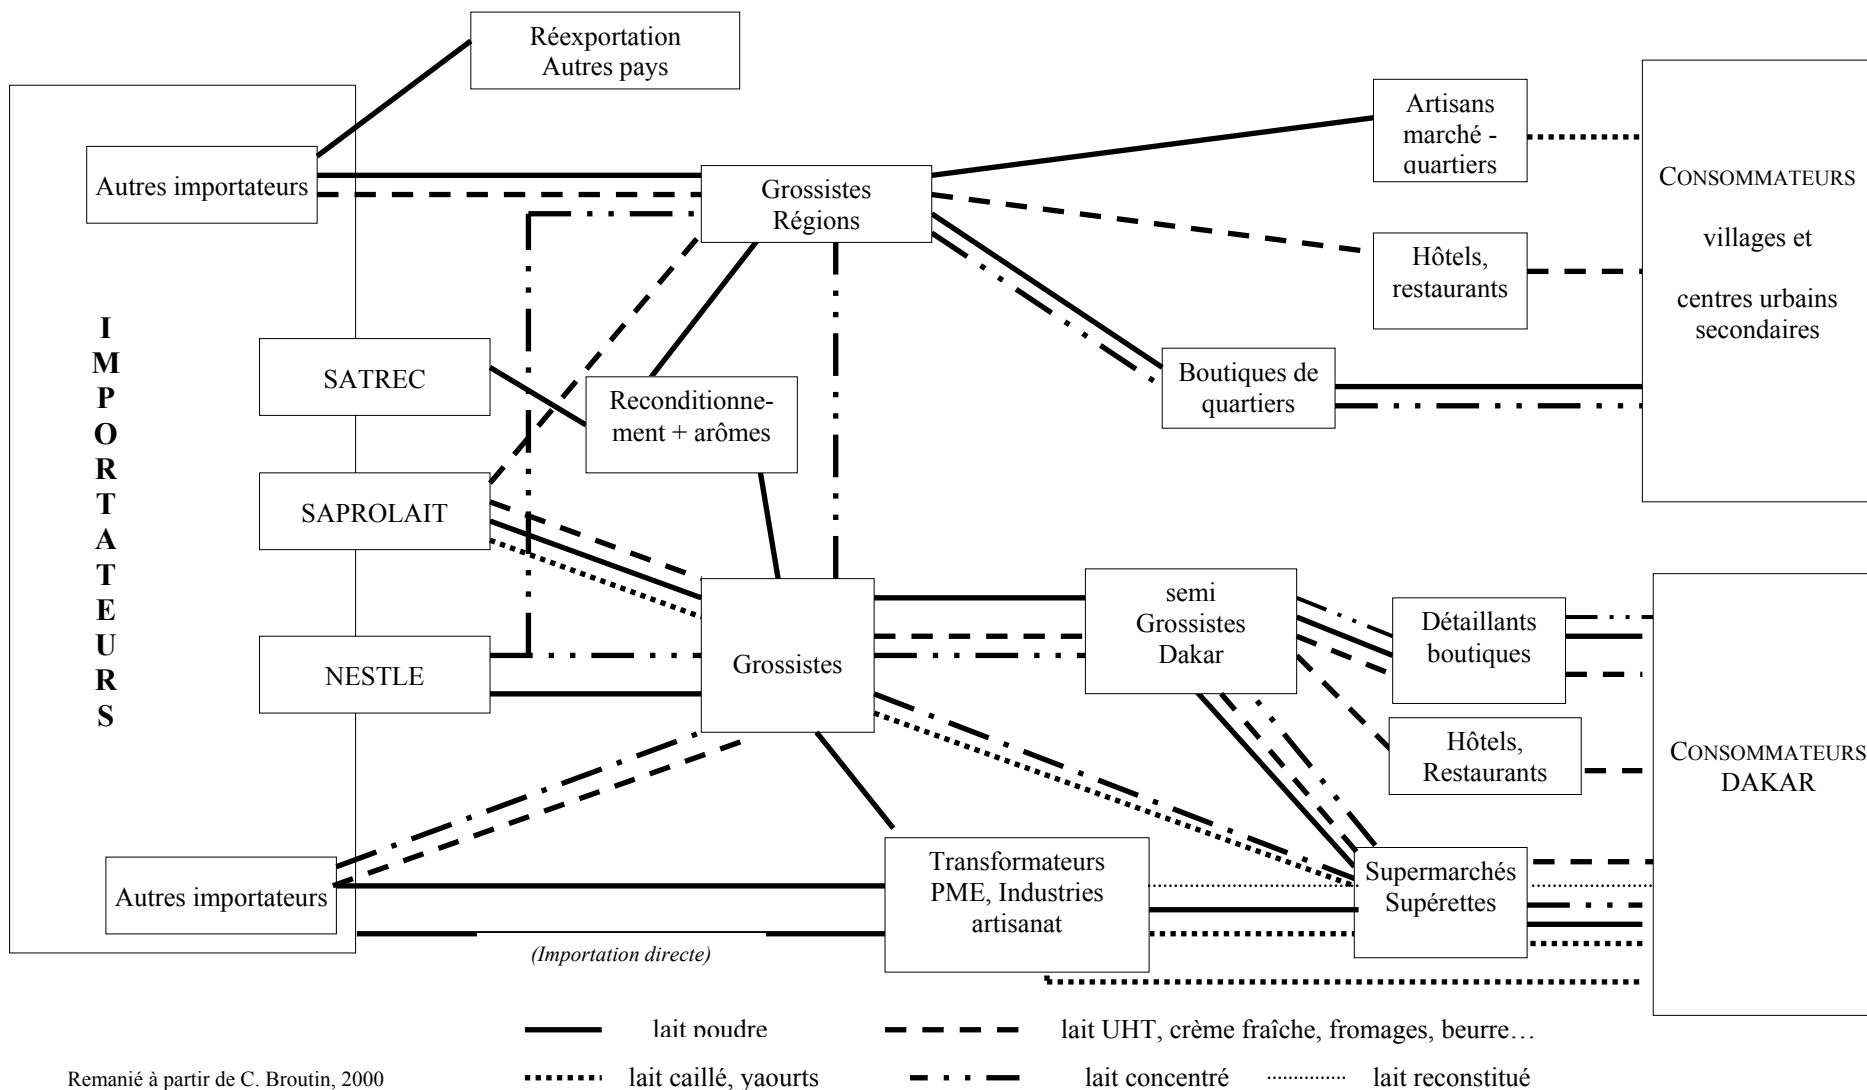 Réexportation
Autres pays
Autres importateurs
Grossistes
Régions
Artisans
marché -
quartiers
CONSOMMATEURS
villages et
centres urbains
secondaires
Hôtels,
restaurants
IMPORTATEURS
SATREC
Reconditionne-
ment + arômes
Boutiques de
quartiers
SAPROLAIT
NESTLE
Grossistes
semi
Grossistes
Dakar
Détaillants
boutiques
Hôtels,
Restaurants
CONSOMMATEURS
DAKAR
Autres importateurs
Transformateurs
PME, Industries
artisanat
Supermarchés
Supérettes
(Importation directe)
lait poudre
lait UHT, crème fraîche, fromages, beurre…
Remanié à partir de C. Broutin, 2000
lait caillé, yaourts
lait concentré
lait reconstitué